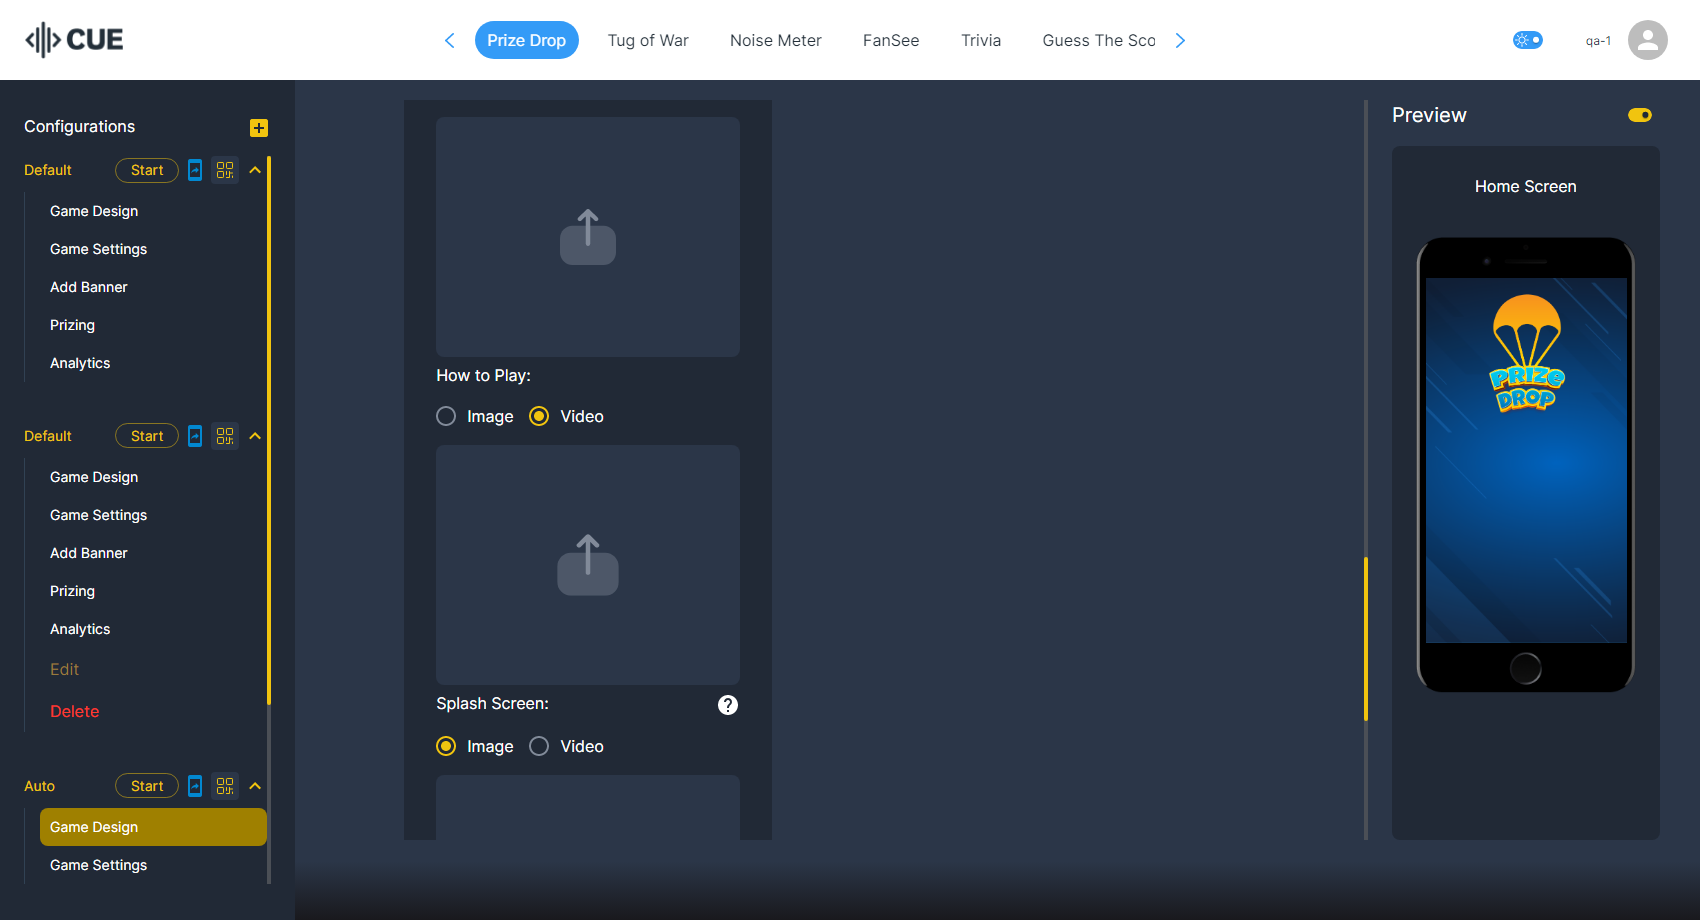 CUE
Prize Drop Tug of War Noise Meter FanSee Trivia Guess The Sco
qa-1
Configurations
Default Start
Game Design
Game Settings
Add Banner
Prizing
Analytics
Default Start
Game Design
Game Settings
Add Banner
Prizing
Analytics
Edit
Delete
Auto Start
Game Design
Game Settings
How to Play:
Image Video
Splash Screen: ?
Image Video
Preview
Home Screen
PRIZE
DROP